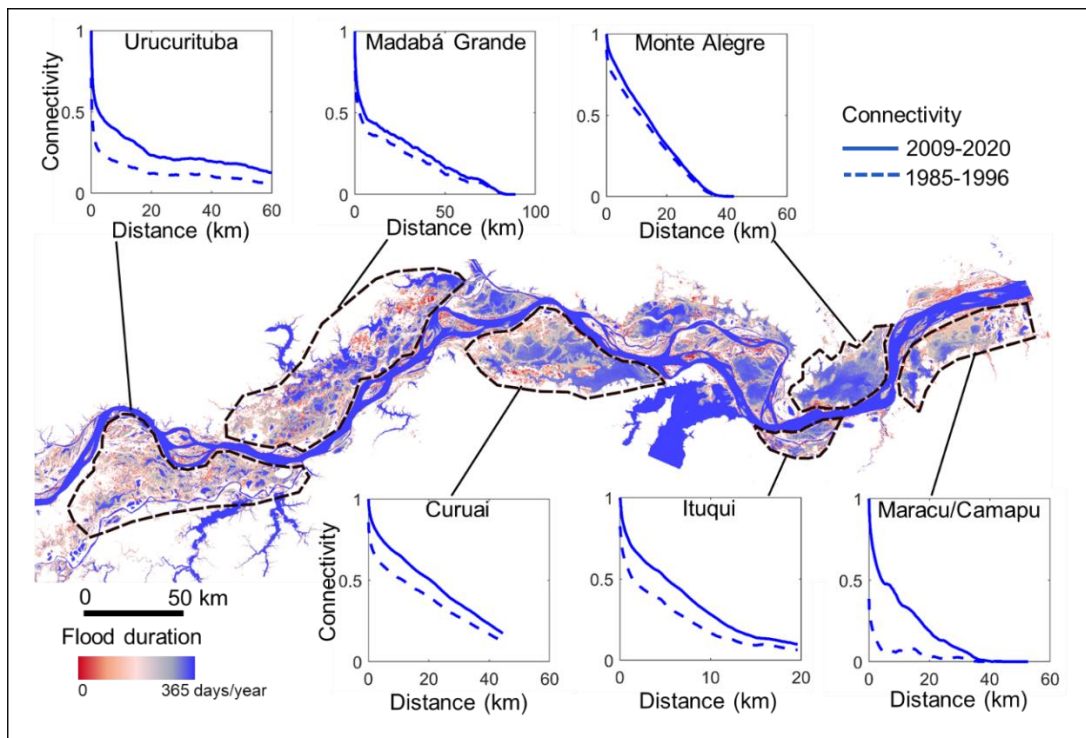 Urucurituba
Connectivity
1
0.5
0
0 20 40 60
Distance (km)
Madabá Grande
1
0.5
0
0 50 100
Distance (km)
Monte Alegre
1
0.5
0
0 20 40 60
Distance (km)
Connectivity
2009-2020
1985-1996
0 50 km
Flood duration
0 365 days/year
Curuai
Connectivity
1
0.5
0
0 20 40 60
Distance (km)
Ituqui
1
0.5
0
0 10 20
Distance (km)
Maracu/Camapu
1
0.5
0
0 20 40 60
Distance (km)